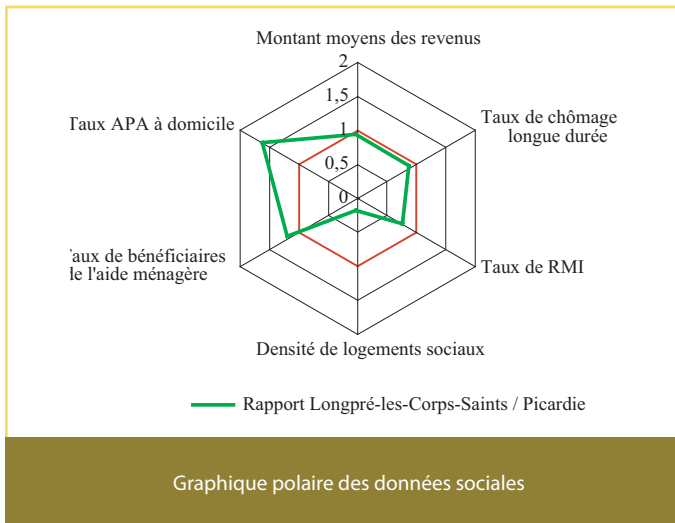 Montant moyens des revenus
2
1,5
1
0,5
0
Taux de chômage
longue durée
Taux de RMI
Densité de logements sociaux
aux de bénéficiaires
de l'aide ménagère
Taux APA à domicile
Rapport Longpré-les-Corps-Saints / Picardie
Graphique polaire des données sociales